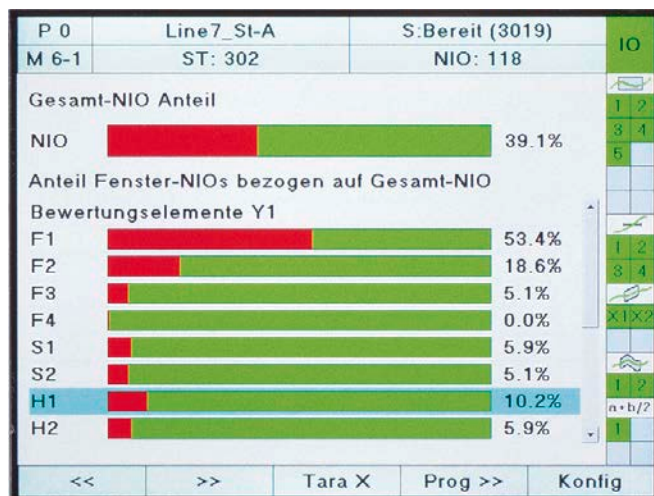 P 0 Line7_St-A S:Bereit (3019) IO
M 6-1 ST: 302 NIO: 118
Gesamt-NIO Anteil
1 2
NIO 39.1% 3 4
5
Anteil Fenster-NIOs bezogen auf Gesamt-NIO
Bewertungselemente Y1
F1 53.4% 1 2
F2 18.6% 3 4
F3 5.1%
F4 0.0% X1 X2
S1 5.9%
S2 5.1% 1 2
H1 10.2% a+b/2
H2 5.9% 1
<< >> Tara X Prog >> Konfig